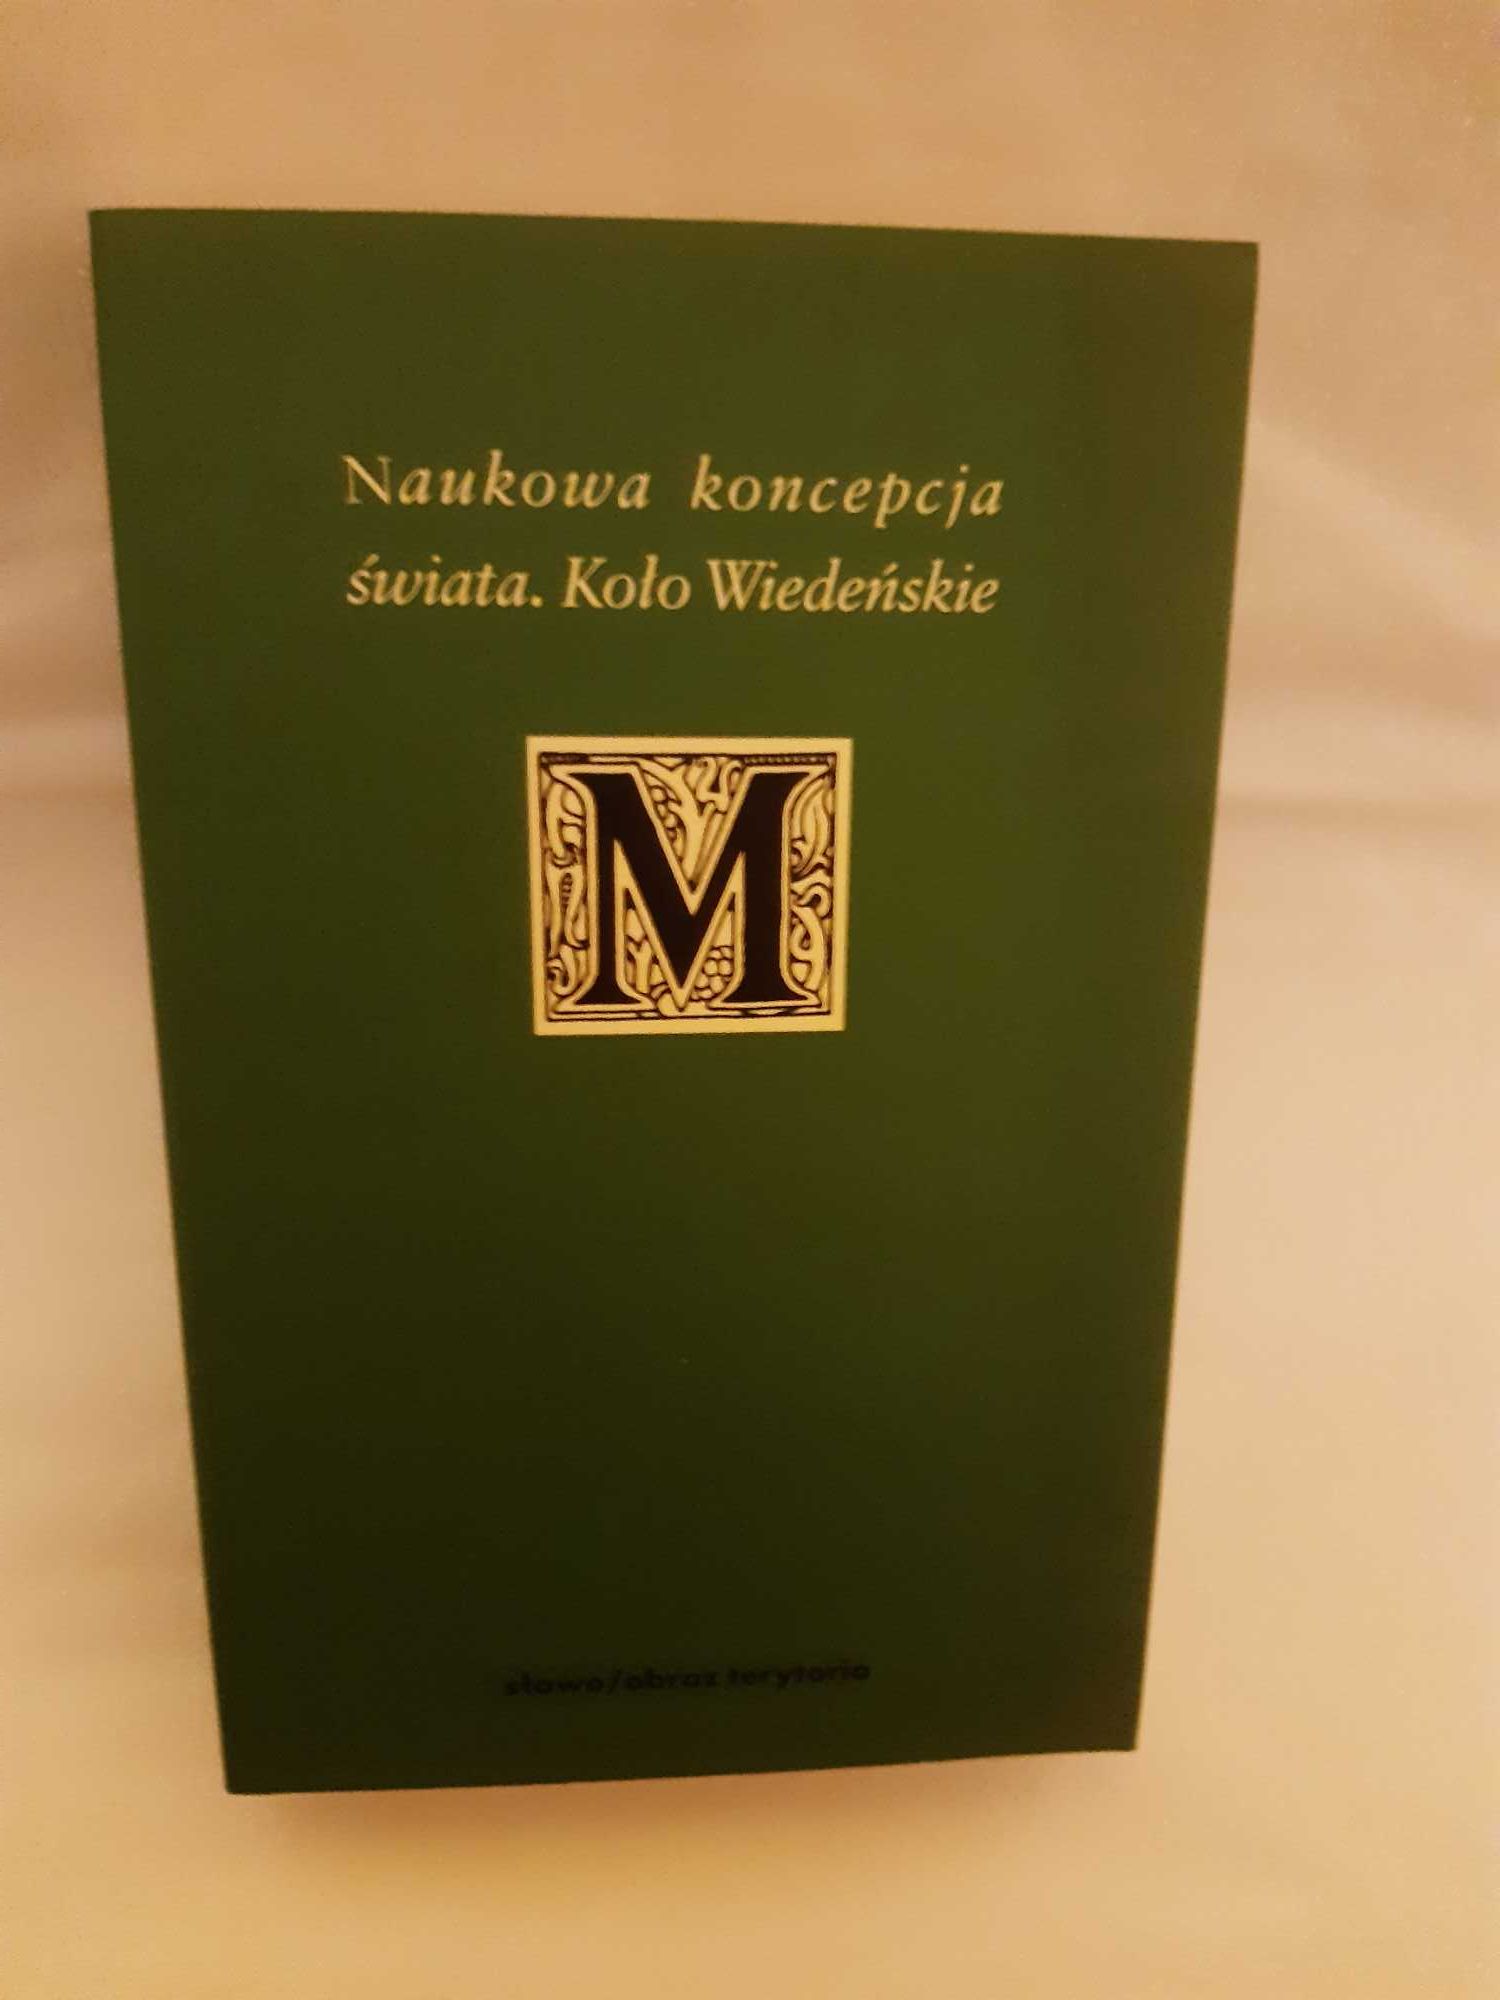 Naukowa koncepcja
świata. Koło Wiedeńskie
M
słowo/obraz terytoria